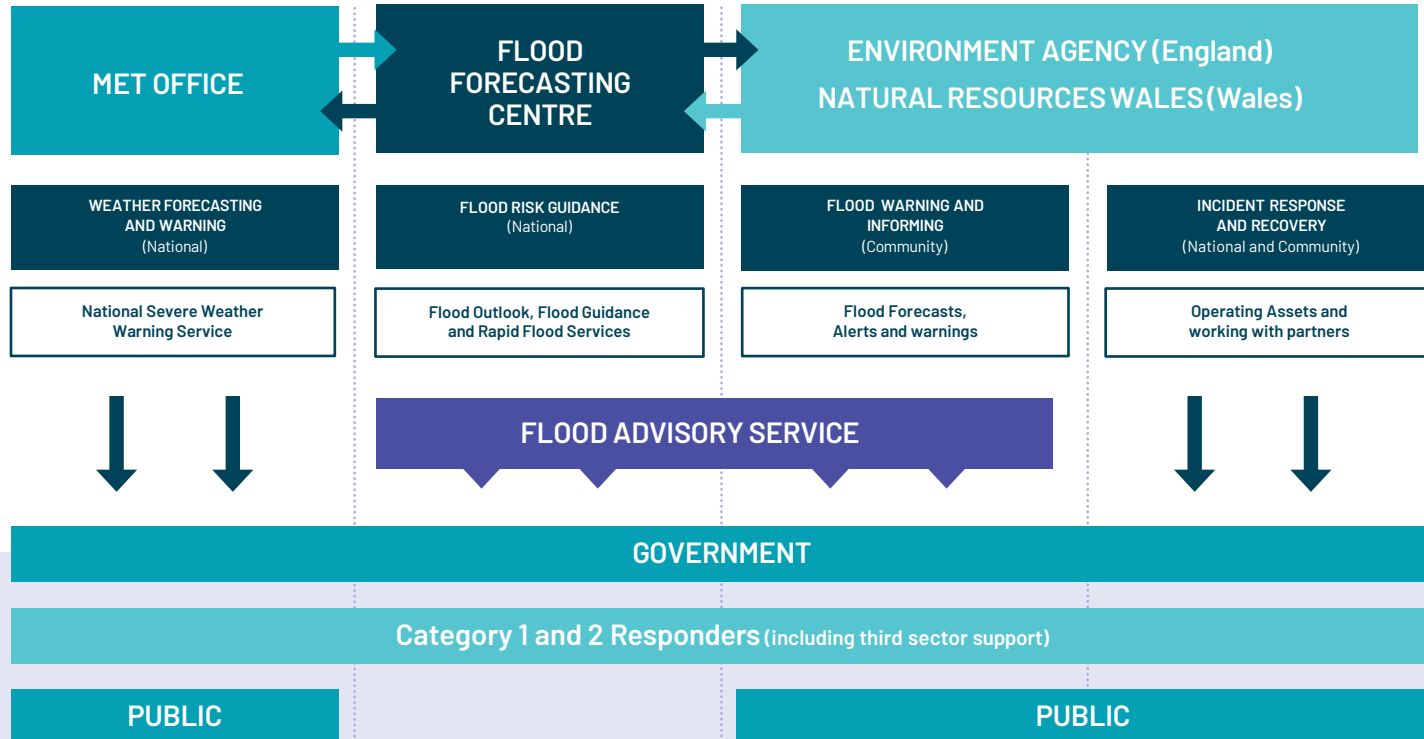 MET OFFICE
FLOOD
FORECASTING
CENTRE
ENVIRONMENT AGENCY (England)
NATURAL RESOURCES WALES (Wales)
WEATHER FORECASTING
AND WARNING
(National)
FLOOD RISK GUIDANCE
(National)
FLOOD WARNING AND
INFORMING
(Community)
INCIDENT RESPONSE
AND RECOVERY
(National and Community)
National Severe Weather
Warning Service
Flood Outlook, Flood Guidance
and Rapid Flood Services
Flood Forecasts,
Alerts and warnings
Operating Assets and
working with partners
FLOOD ADVISORY SERVICE
GOVERNMENT
Category 1 and 2 Responders (including third sector support)
PUBLIC
PUBLIC